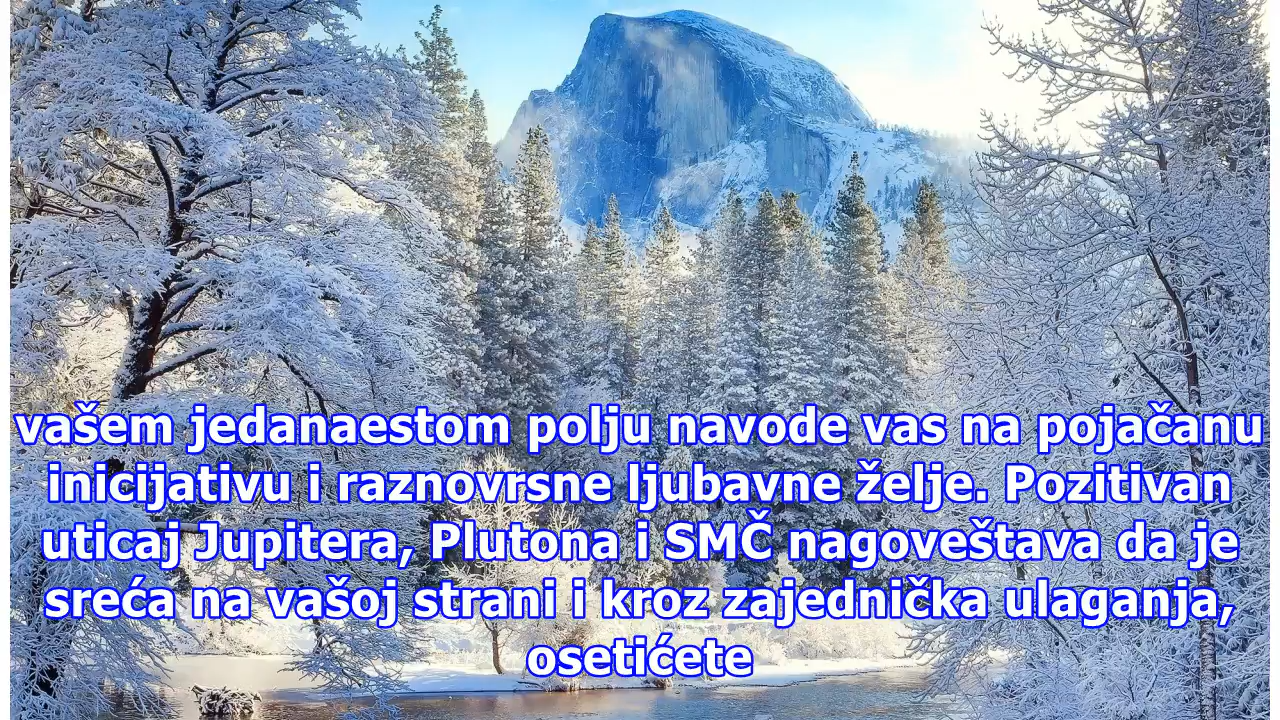 vašem jedanaestom polju navode vas na pojačanu
inicijativu i raznovrsne ljubavne želje. Pozitivan
uticaj Jupitera, Plutona i SMČ nagoveštava da je
sreća na vašoj strani i kroz zajednička ulaganja,
osetićete